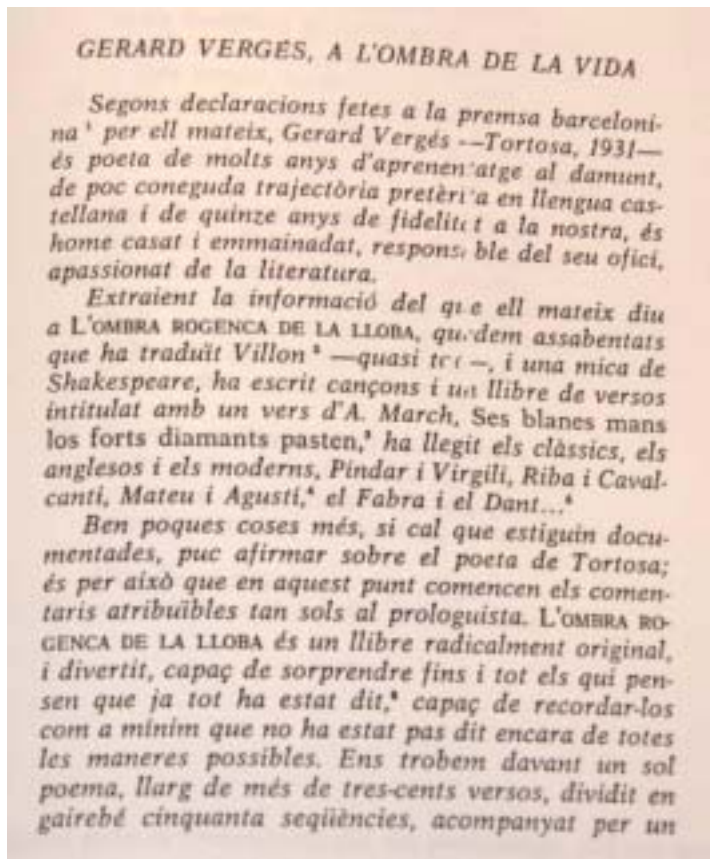 GERARD VERGÉS, A L'OMBRA DE LA VIDA
Segons declaracions fetes a la premsa barceloni-
na¹ per ell mateix, Gerard Vergés —Tortosa, 1931—
és poeta de molts anys d'aprenentatge al damunt,
de poc coneguda trajectòria pretèrita en llengua cas-
tellana i de quinze anys de fidelitat a la nostra, és
home casat i emmainadat, responsable del seu ofici,
apassionat de la literatura.
Extraient la informació del que ell mateix diu
a L'OMBRA ROGENCA DE LA LLOBA, quedem assabentats
que ha traduït Villon² —quasi tot—, i una mica de
Shakespeare, ha escrit cançons i un llibre de versos
intitulat amb un vers d'A. March, Ses blanes mans
los forts diamants pasten,³ ha llegit els clàssics, els
anglesos i els moderns, Píndar i Virgili, Riba i Caval-
canti, Mateu i Agustí,⁴ el Fabra i el Dant...
Ben poques coses més, si cal que estiguin docu-
mentades, puc afirmar sobre el poeta de Tortosa;
és per això que en aquest punt comencen els comen-
taris atribuïbles tan sols al prologuista. L'OMBRA RO-
GENCA DE LA LLOBA és un llibre radicalment original,
i divertit, capaç de sorprendre fins i tot els qui pen-
sen que ja tot ha estat dit, capaç de recordar-los
com a mínim que no ha estat pas dit encara de totes
les maneres possibles. Ens trobem davant un sol
poema, llarg de més de tres-cents versos, dividit en
gairebé cinquanta seqüències, acompanyat per un